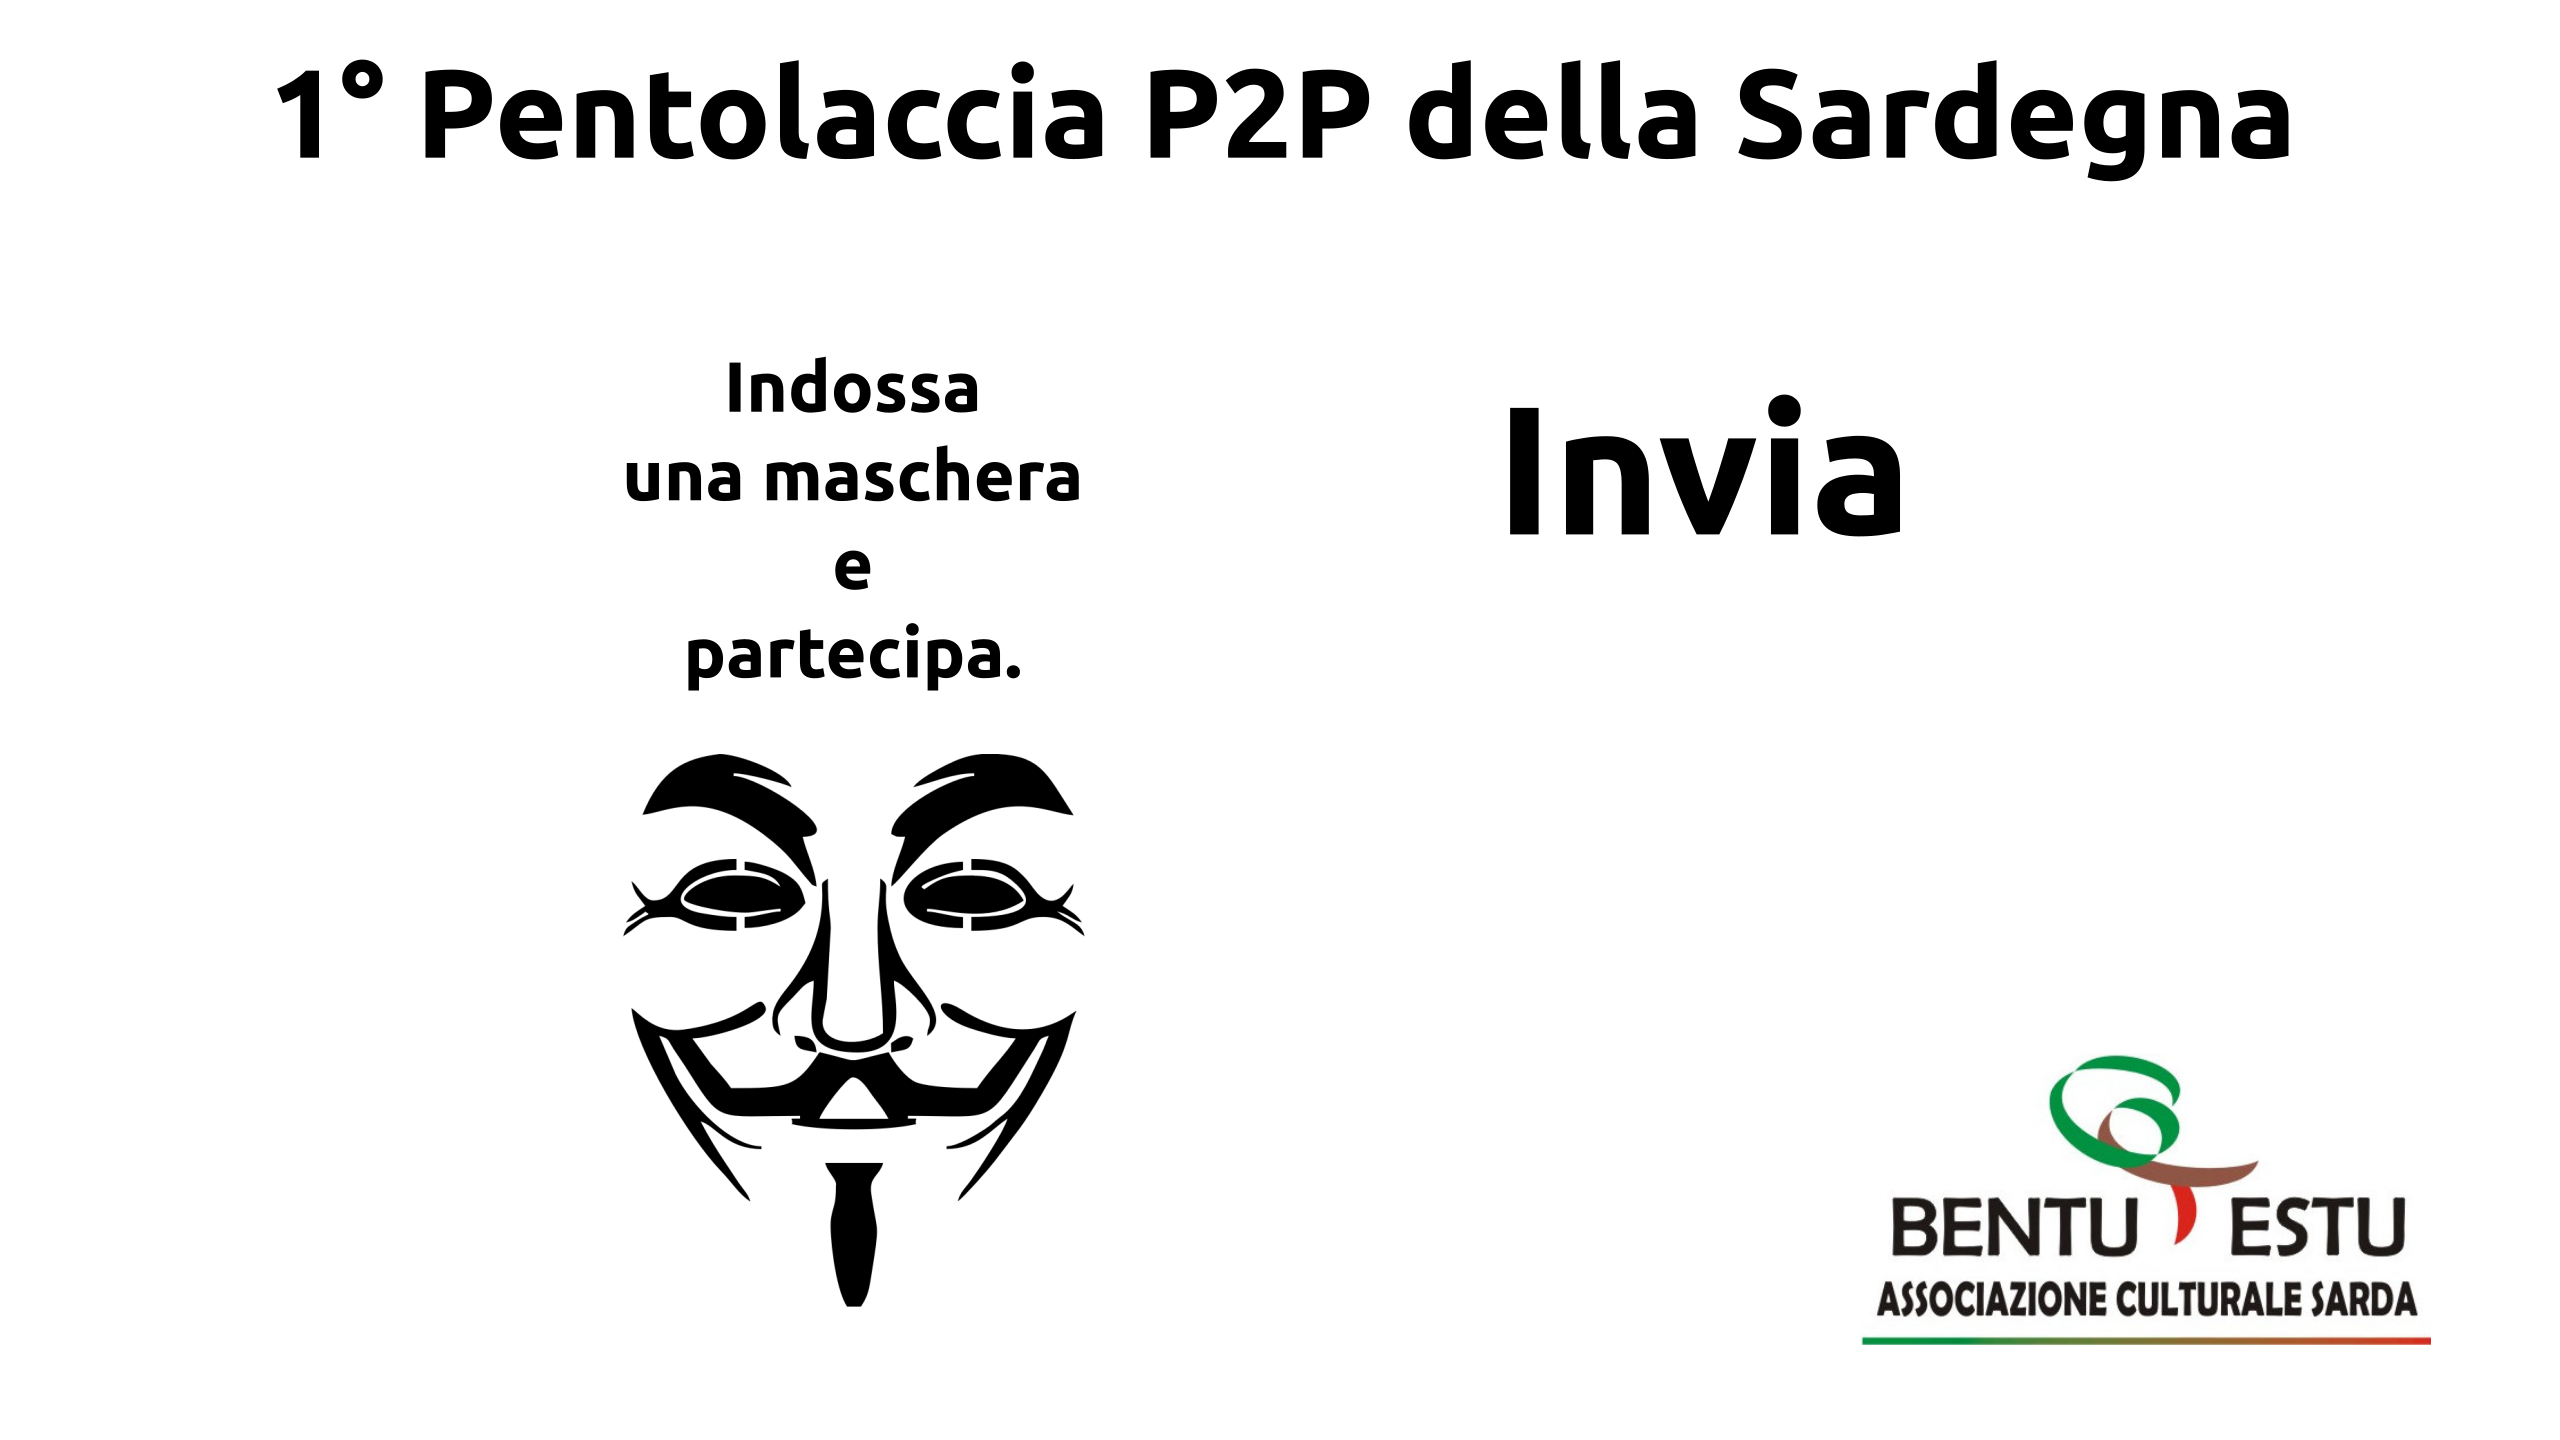 1° Pentolaccia P2P della Sardegna
Indossa
una maschera
e
partecipa.
Invia
BENTU ESTU
ASSOCIAZIONE CULTURALE SARDA